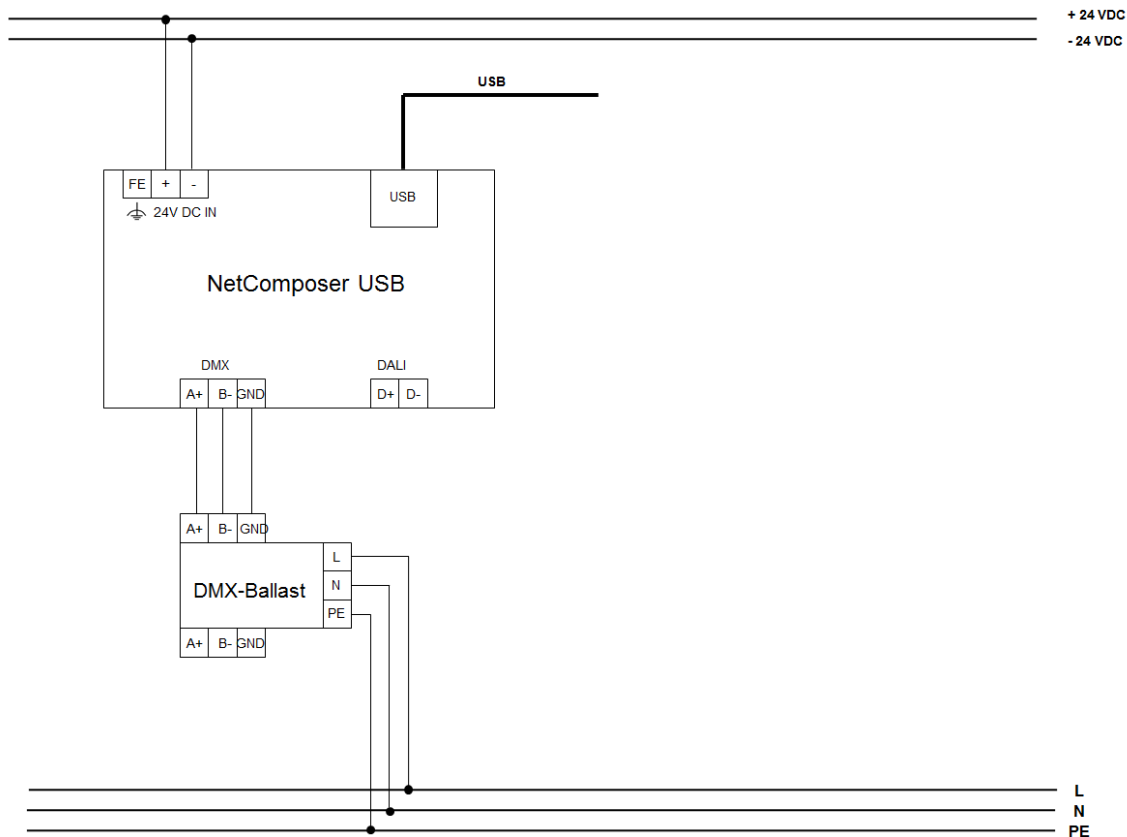 + 24 VDC
- 24 VDC
USB
FE + -
USB
24V DC IN
NetComposer USB
DMX DALI
A+ B- GND D+ D-
A+ B- GND
L
DMX-Ballast N
PE
A+ B- GND
L
N
PE